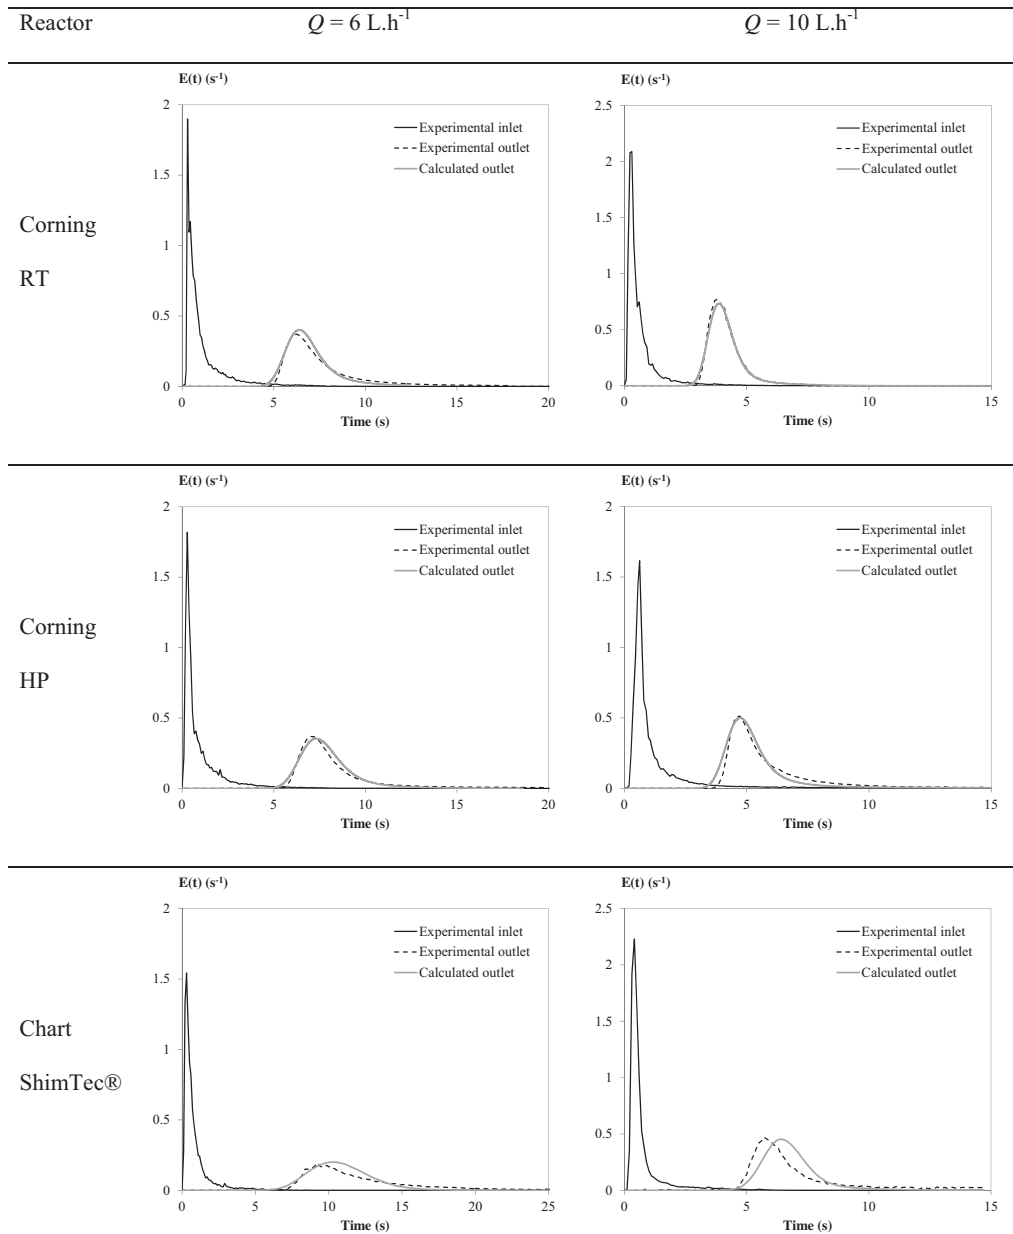 Reactor Q = 6 L.h-1 Q = 10 L.h-1
E(t) (s-1)
2
1.5
1
0.5
0
0 5 10 15 20
Time (s)
Experimental inlet
Experimental outlet
Calculated outlet
E(t) (s-1)
2.5
2
1.5
1
0.5
0
0 5 10 15
Time (s)
Experimental inlet
Experimental outlet
Calculated outlet
Corning
RT
E(t) (s-1)
2
1.5
1
0.5
0
0 5 10 15 20
Time (s)
Experimental inlet
Experimental outlet
Calculated outlet
E(t) (s-1)
2
1.5
1
0.5
0
0 5 10 15
Time (s)
Experimental inlet
Experimental outlet
Calculated outlet
Corning
HP
E(t) (s-1)
2
1.5
1
0.5
0
0 5 10 15 20 25
Time (s)
Experimental inlet
Experimental outlet
Calculated outlet
E(t) (s-1)
2.5
2
1.5
1
0.5
0
0 5 10 15
Time (s)
Experimental inlet
Experimental outlet
Calculated outlet
Chart
ShimTec®